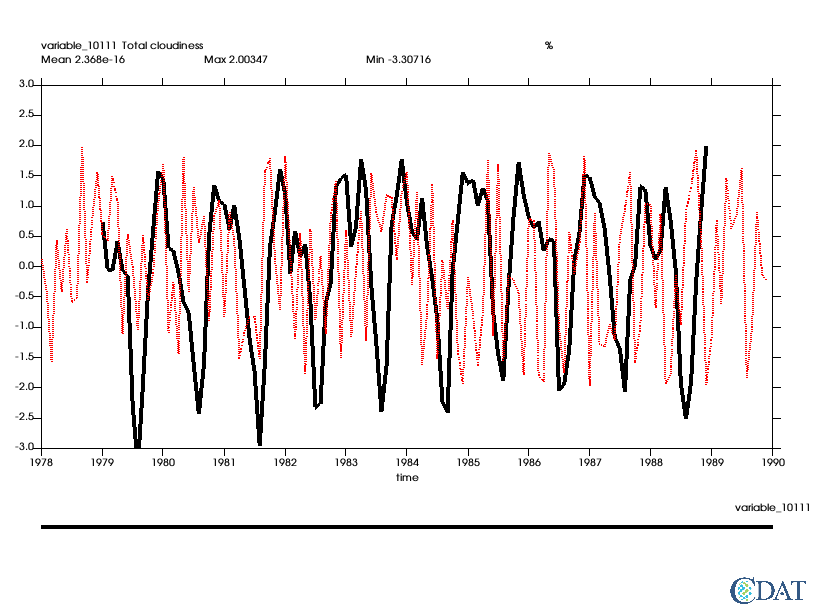 variable_10111 Total cloudiness %
Mean 2.368e-16 Max 2.00347 Min -3.30716
3.0
2.5
2.0
1.5
1.0
0.5
0.0
-0.5
-1.0
-1.5
-2.0
-2.5
-3.0
1978 1979 1980 1981 1982 1983 1984 1985 1986 1987 1988 1989 1990
time
variable_10111
CDAT